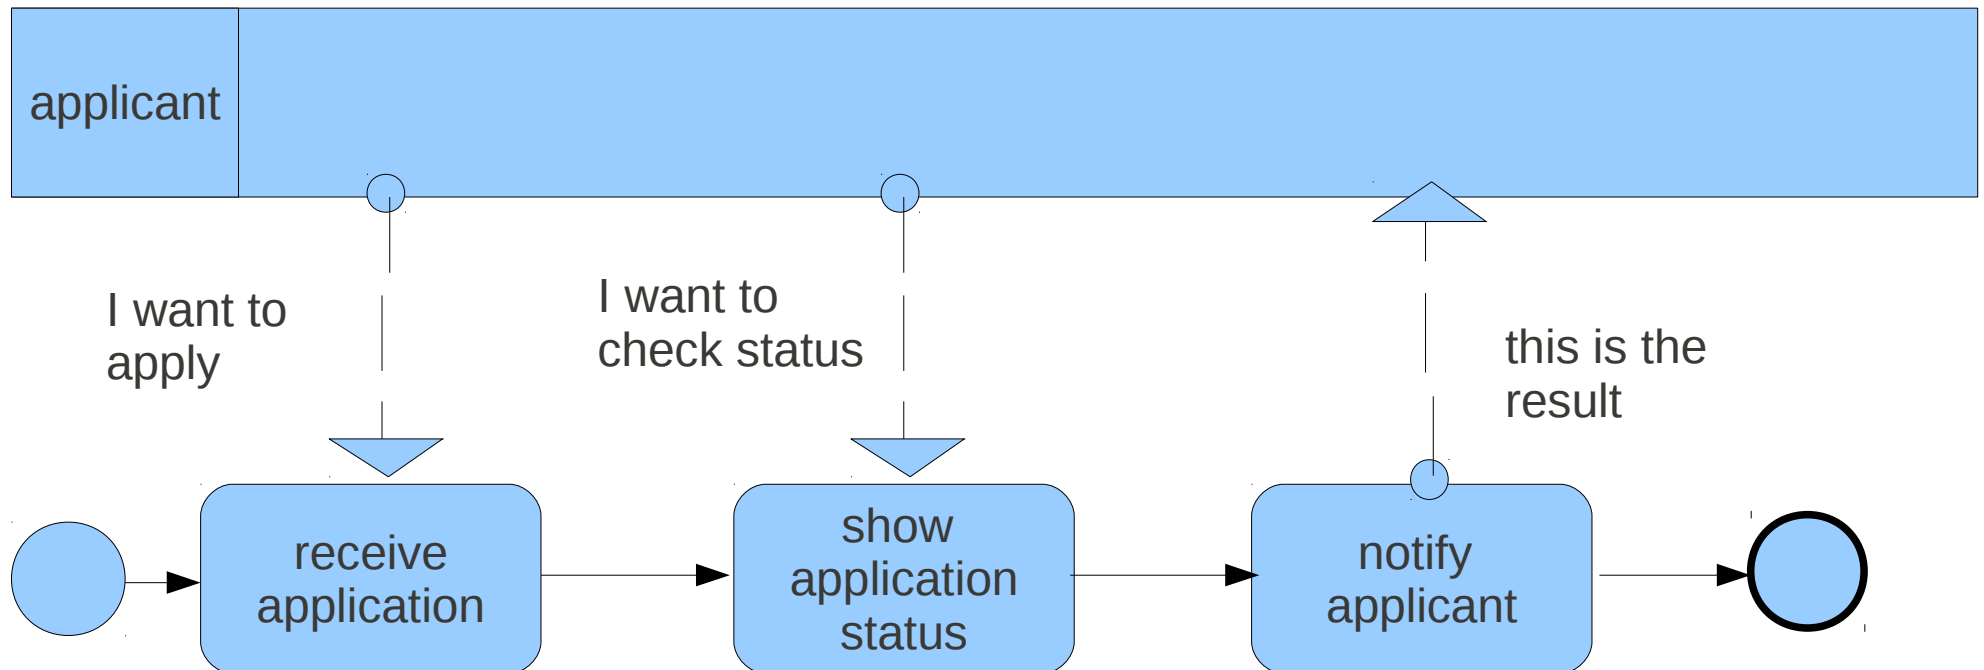 applicant
I want to
apply
I want to
check status
this is the
result
receive
application
show
application
status
notify
applicant